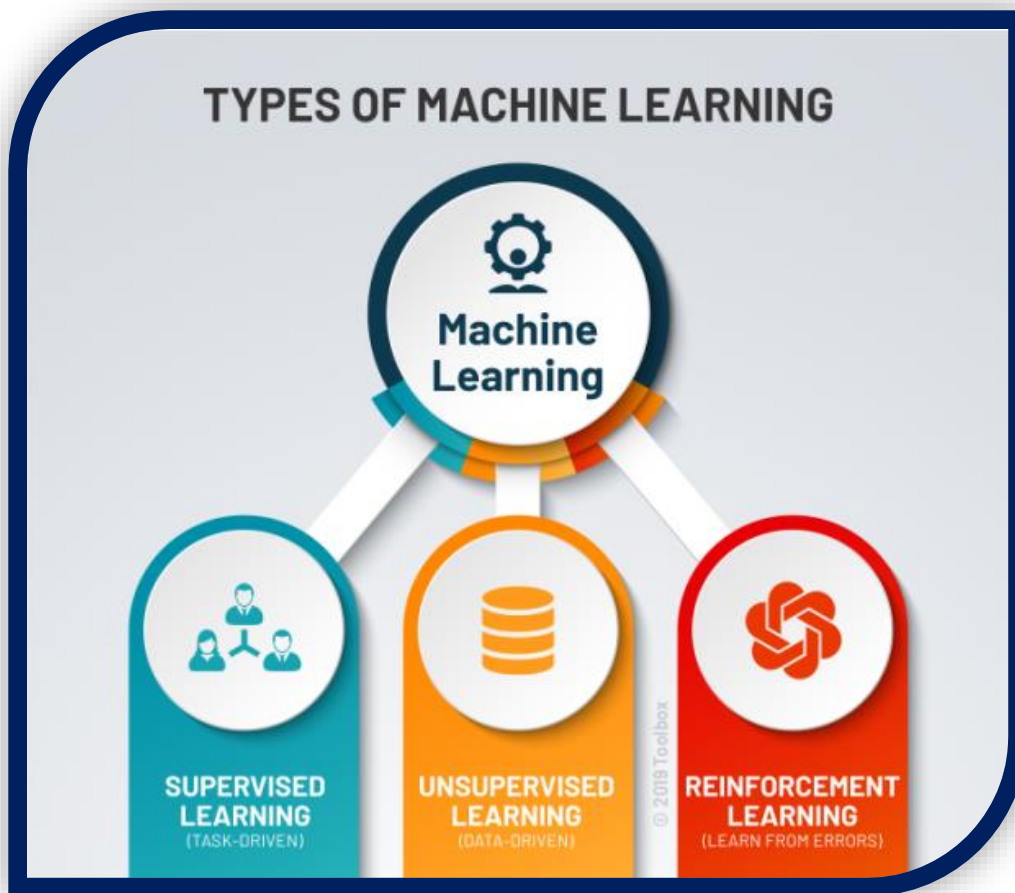 TYPES OF MACHINE LEARNING
Machine
Learning
SUPERVISED
LEARNING
(TASK-DRIVEN)
UNSUPERVISED
LEARNING
(DATA-DRIVEN)
© 2019 Toolbox
REINFORCEMENT
LEARNING
(LEARN FROM ERRORS)